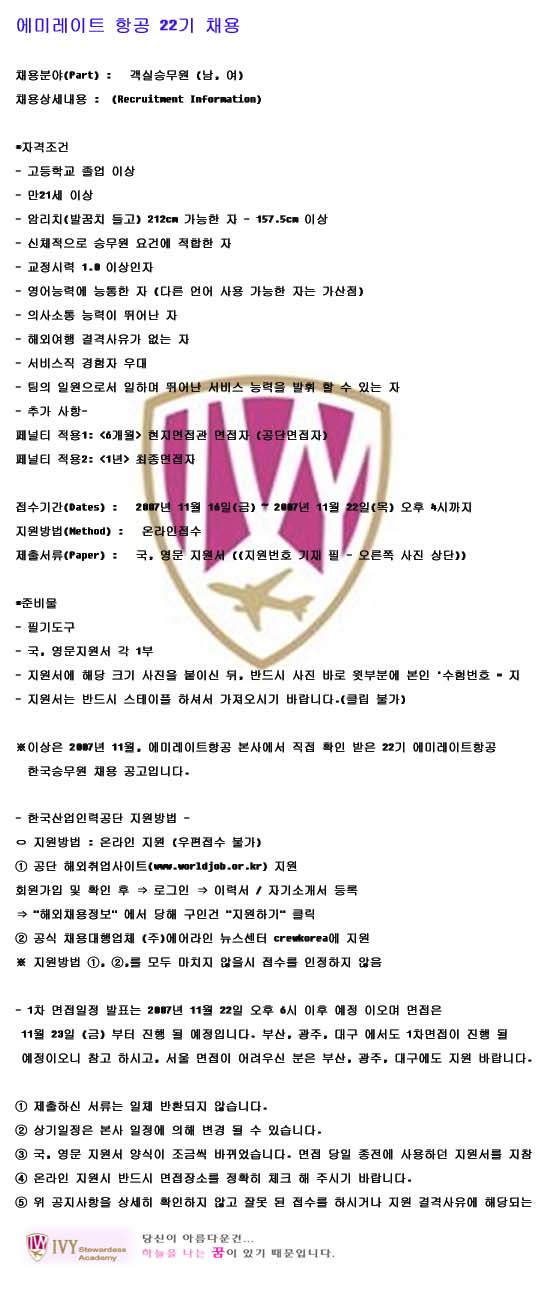 에미레이트 항공 22기 채용
채용분야(Part) : 객실승무원 (남, 여)
채용상세내용 : (Recruitment Information)
*자격조건
- 고등학교 졸업 이상
- 만21세 이상
- 암리치(발꿈치 들고) 212cm 가능한 자 - 157.5cm 이상
- 신체적으로 승무원 요건에 적합한 자
- 교정시력 1.0 이상인자
- 영어능력에 능통한 자 (다른 언어 사용 가능한 자는 가산점)
- 의사소통 능력이 뛰어난 자
- 해외여행 결격사유가 없는 자
- 서비스직 경험자 우대
- 팀의 일원으로서 일하며 뛰어난 서비스 능력을 발휘 할 수 있는 자
- 추가 사항-
페널티 적용1: <6개월> 현지면접관 면접자 (공단면접자)
페널티 적용2: <1년> 최종면접자
접수기간(Dates) : 2007년 11월 16일(금) ~ 2007년 11월 22일(목) 오후 4시까지
지원방법(Method) : 온라인접수
제출서류(Paper) : 국, 영문 지원서 ((지원번호 기재 필 - 오른쪽 사진 상단))
*준비물
- 필기도구
- 국, 영문지원서 각 1부
- 지원서에 해당 크기 사진을 붙이신 뒤, 반드시 사진 바로 윗부분에 본인 '수험번호 = 지
- 지원서는 반드시 스테이플 하셔서 가져오시기 바랍니다.(클립 불가)
※이상은 2007년 11월, 에미레이트항공 본사에서 직접 확인 받은 22기 에미레이트항공
한국승무원 채용 공고입니다.
- 한국산업인력공단 지원방법 -
○ 지원방법 : 온라인 지원 (우편접수 불가)
① 공단 해외취업사이트(www.worldjob.or.kr) 지원
회원가입 및 확인 후 ⇒ 로그인 ⇒ 이력서 / 자기소개서 등록
⇒ "해외채용정보" 에서 당해 구인건 "지원하기" 클릭
② 공식 채용대행업체 (주)에어라인 뉴스센터 crewkorea에 지원
※ 지원방법 ①, ②,를 모두 마치지 않을시 접수를 인정하지 않음
- 1차 면접일정 발표는 2007년 11월 22일 오후 6시 이후 예정 이오며 면접은
11월 23일 (금) 부터 진행 될 예정입니다. 부산, 광주, 대구 에서도 1차면접이 진행 될
예정이오니 참고 하시고, 서울 면접이 어려우신 분은 부산, 광주, 대구에도 지원 바랍니다.
① 제출하신 서류는 일체 반환되지 않습니다.
② 상기일정은 본사 일정에 의해 변경 될 수 있습니다.
③ 국, 영문 지원서 양식이 조금씩 바뀌었습니다. 면접 당일 종전에 사용하던 지원서를 지참
④ 온라인 지원시 반드시 면접장소를 정확히 체크 해 주시기 바랍니다.
⑤ 위 공지사항을 상세히 확인하지 않고 잘못 된 접수를 하시거나 지원 결격사유에 해당되는
IVY Stewardess Academy
당신이 아름다운건...
하늘을 나는 꿈이 있기 때문입니다.